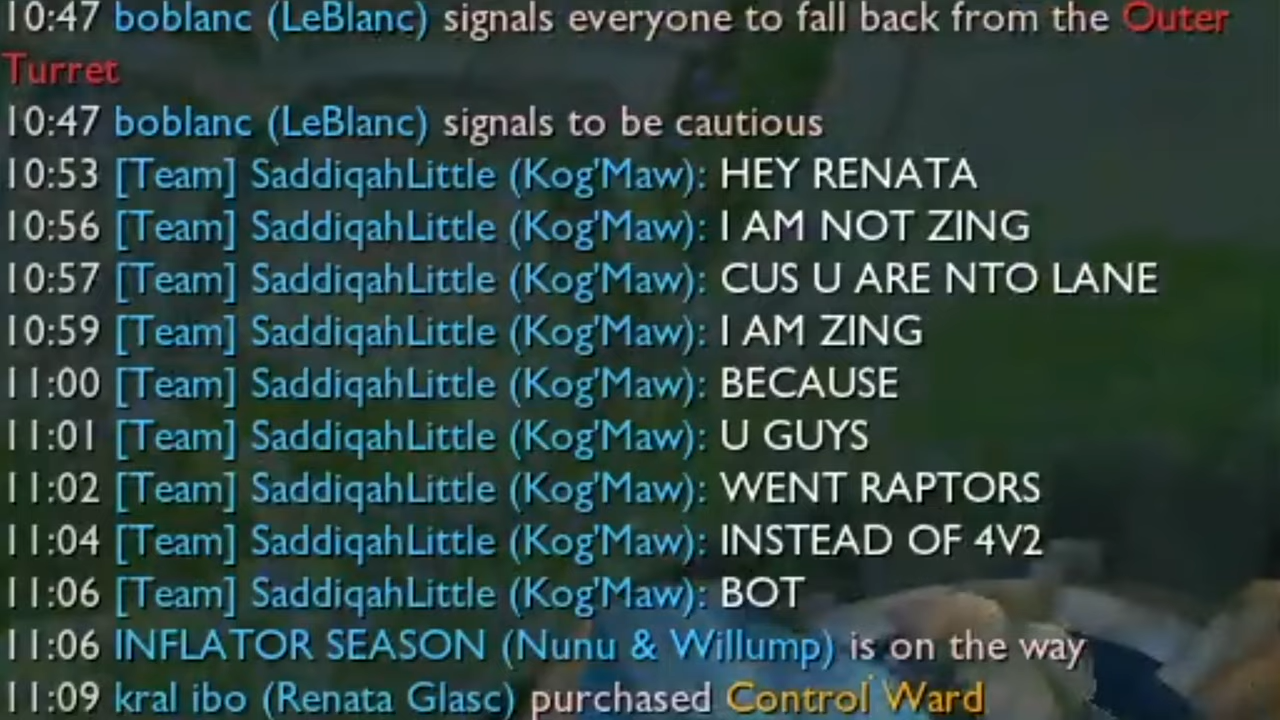 10:47 boblanc (LeBlanc) signals everyone to fall back from the Outer
Turret
10:47 boblanc (LeBlanc) signals to be cautious
10:53 [Team] SaddiqahLittle (Kog'Maw): HEY RENATA
10:56 [Team] SaddiqahLittle (Kog'Maw): I AM NOT ZING
10:57 [Team] SaddiqahLittle (Kog'Maw): CUS U ARE NTO LANE
10:59 [Team] SaddiqahLittle (Kog'Maw): I AM ZING
11:00 [Team] SaddiqahLittle (Kog'Maw): BECAUSE
11:01 [Team] SaddiqahLittle (Kog'Maw): U GUYS
11:02 [Team] SaddiqahLittle (Kog'Maw): WENT RAPTORS
11:04 [Team] SaddiqahLittle (Kog'Maw): INSTEAD OF 4V2
11:06 [Team] SaddiqahLittle (Kog'Maw): BOT
11:06 INFLATOR SEASON (Nunu & Willump) is on the way
11:09 kral ibo (Renata Glasc) purchased Control Ward